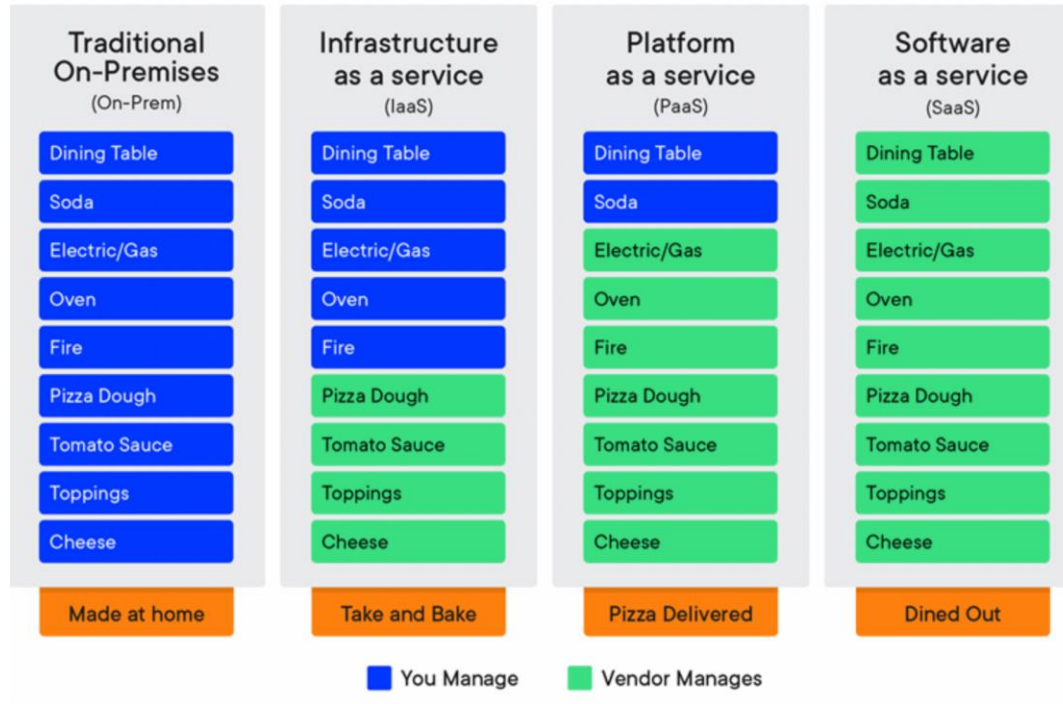 Traditional
On-Premises
(On-Prem)
Dining Table
Soda
Electric/Gas
Oven
Fire
Pizza Dough
Tomato Sauce
Toppings
Cheese
Made at home
Infrastructure
as a service
(IaaS)
Dining Table
Soda
Electric/Gas
Oven
Fire
Pizza Dough
Tomato Sauce
Toppings
Cheese
Take and Bake
Platform
as a service
(PaaS)
Dining Table
Soda
Electric/Gas
Oven
Fire
Pizza Dough
Tomato Sauce
Toppings
Cheese
Pizza Delivered
Software
as a service
(SaaS)
Dining Table
Soda
Electric/Gas
Oven
Fire
Pizza Dough
Tomato Sauce
Toppings
Cheese
Dined Out
You Manage
Vendor Manages